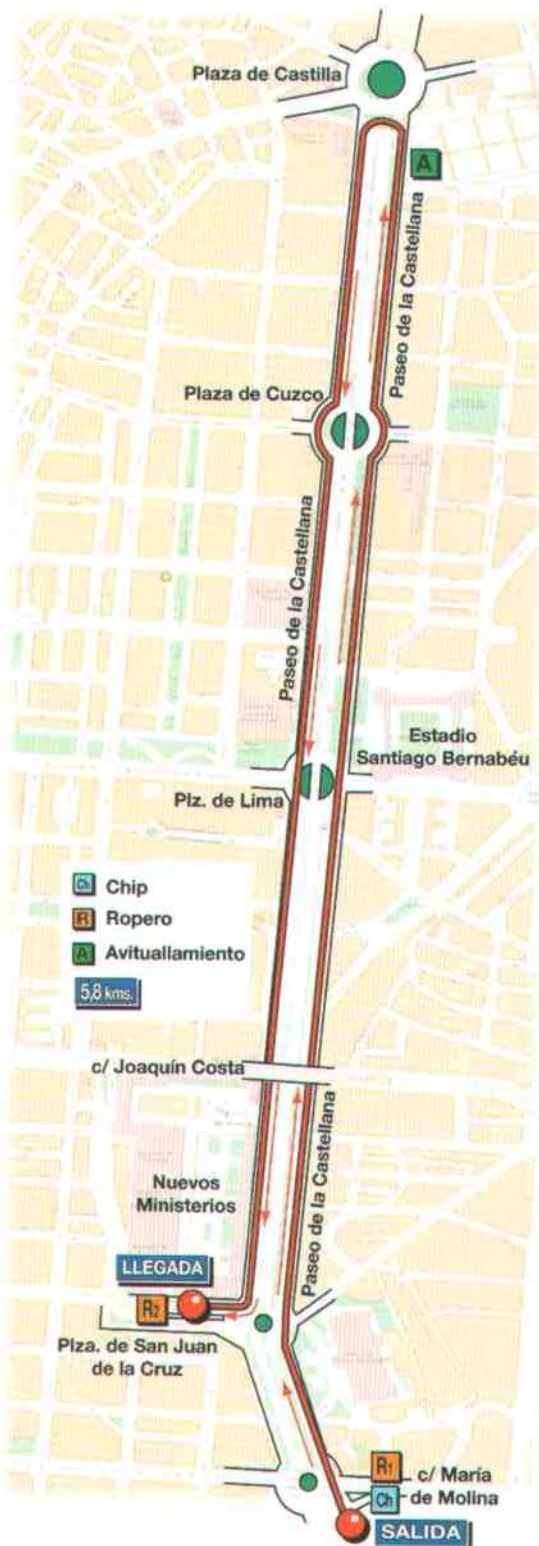 Plaza de Castilla
A
Paseo de la Castellana
Plaza de Cuzco
Paseo de la Castellana
Estadio
Santiago Bernabéu
Plz. de Lima
Ch Chip
R Ropero
A Avituallamiento
5,8 kms.
c/ Joaquín Costa
Paseo de la Castellana
Nuevos
Ministerios
LLEGADA
R2
Plza. de San Juan
de la Cruz
R1
c/ María
de Molina
Ch
SALIDA